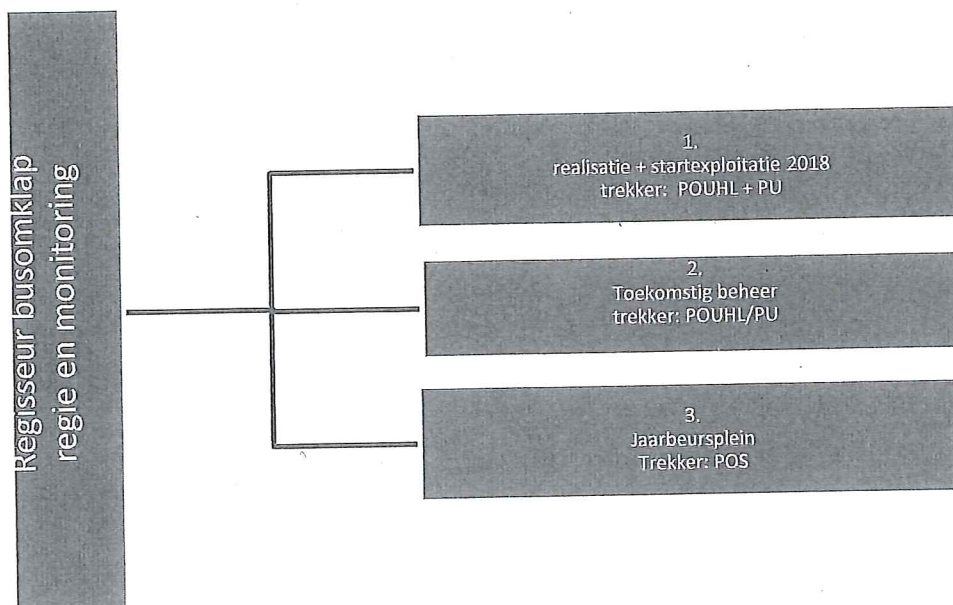 Regisseur busomklap
regie en monitoring
1.
realisatie + startexploitatie 2018
trekker: POUHL + PU
2.
Toekomstig beheer
trekker: POUHL/PU
3.
Jaarbeursplein
Trekker: POS